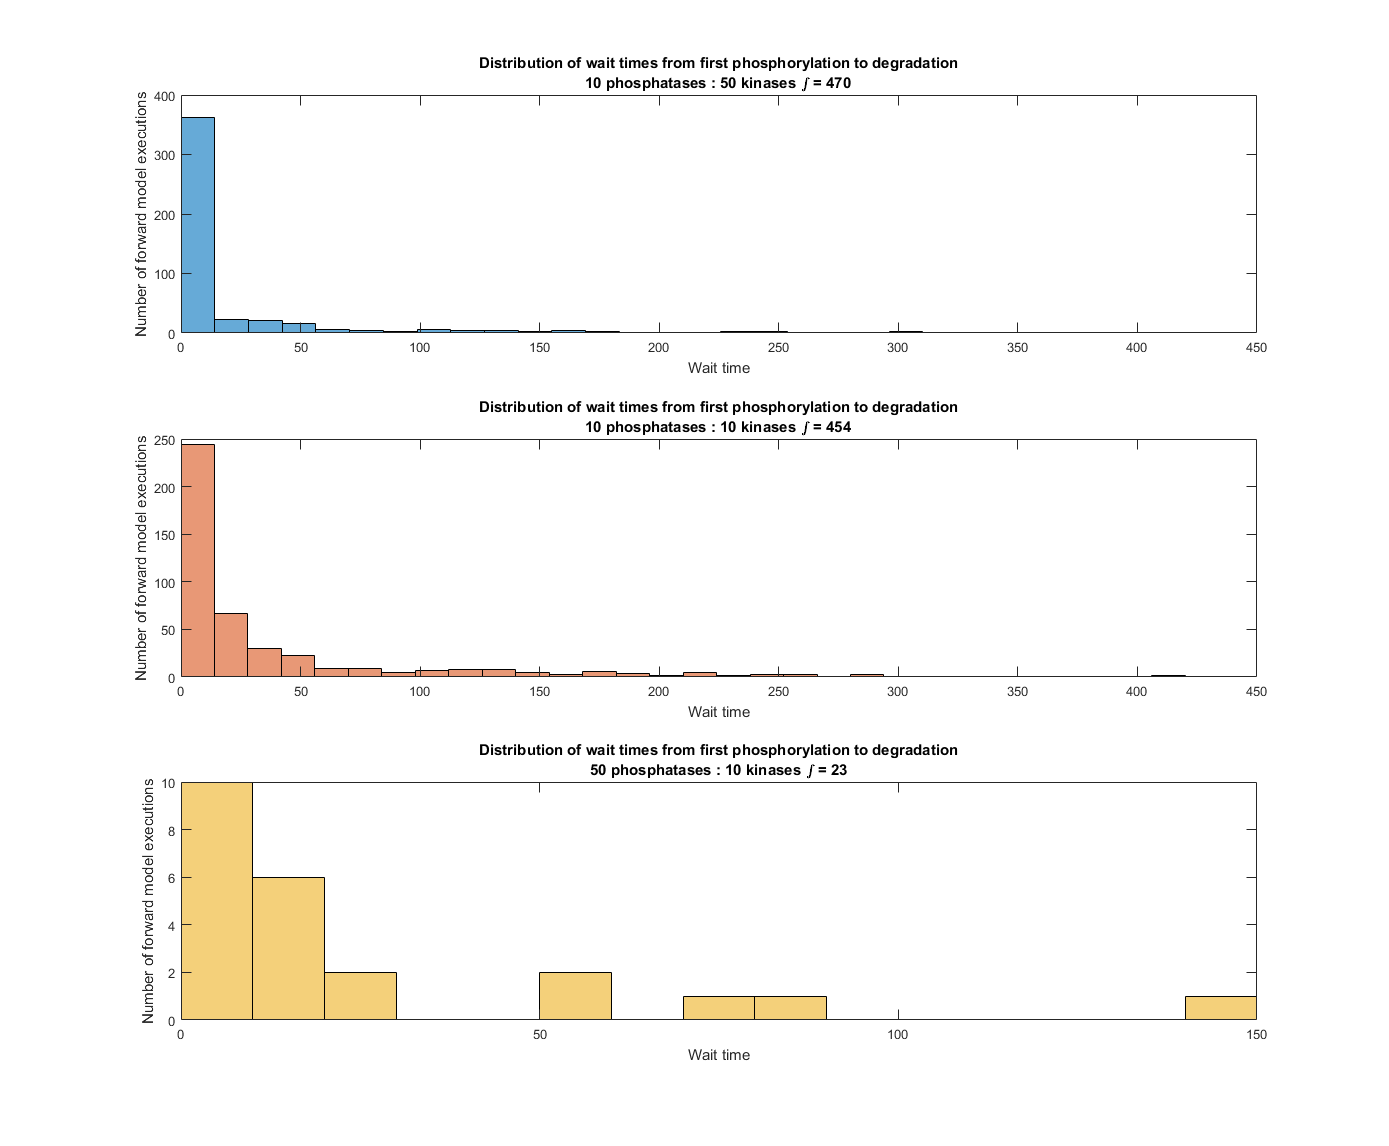 Distribution of wait times from first phosphorylation to degradation
10 phosphatases : 50 kinases ∫ = 470
Number of forward model executions
400
300
200
100
0
0 50 100 150 200 250 300 350 400 450
Wait time
Distribution of wait times from first phosphorylation to degradation
10 phosphatases : 10 kinases ∫ = 454
Number of forward model executions
250
200
150
100
50
0
0 50 100 150 200 250 300 350 400 450
Wait time
Distribution of wait times from first phosphorylation to degradation
50 phosphatases : 10 kinases ∫ = 23
Number of forward model executions
10
8
6
4
2
0
0 50 100 150
Wait time